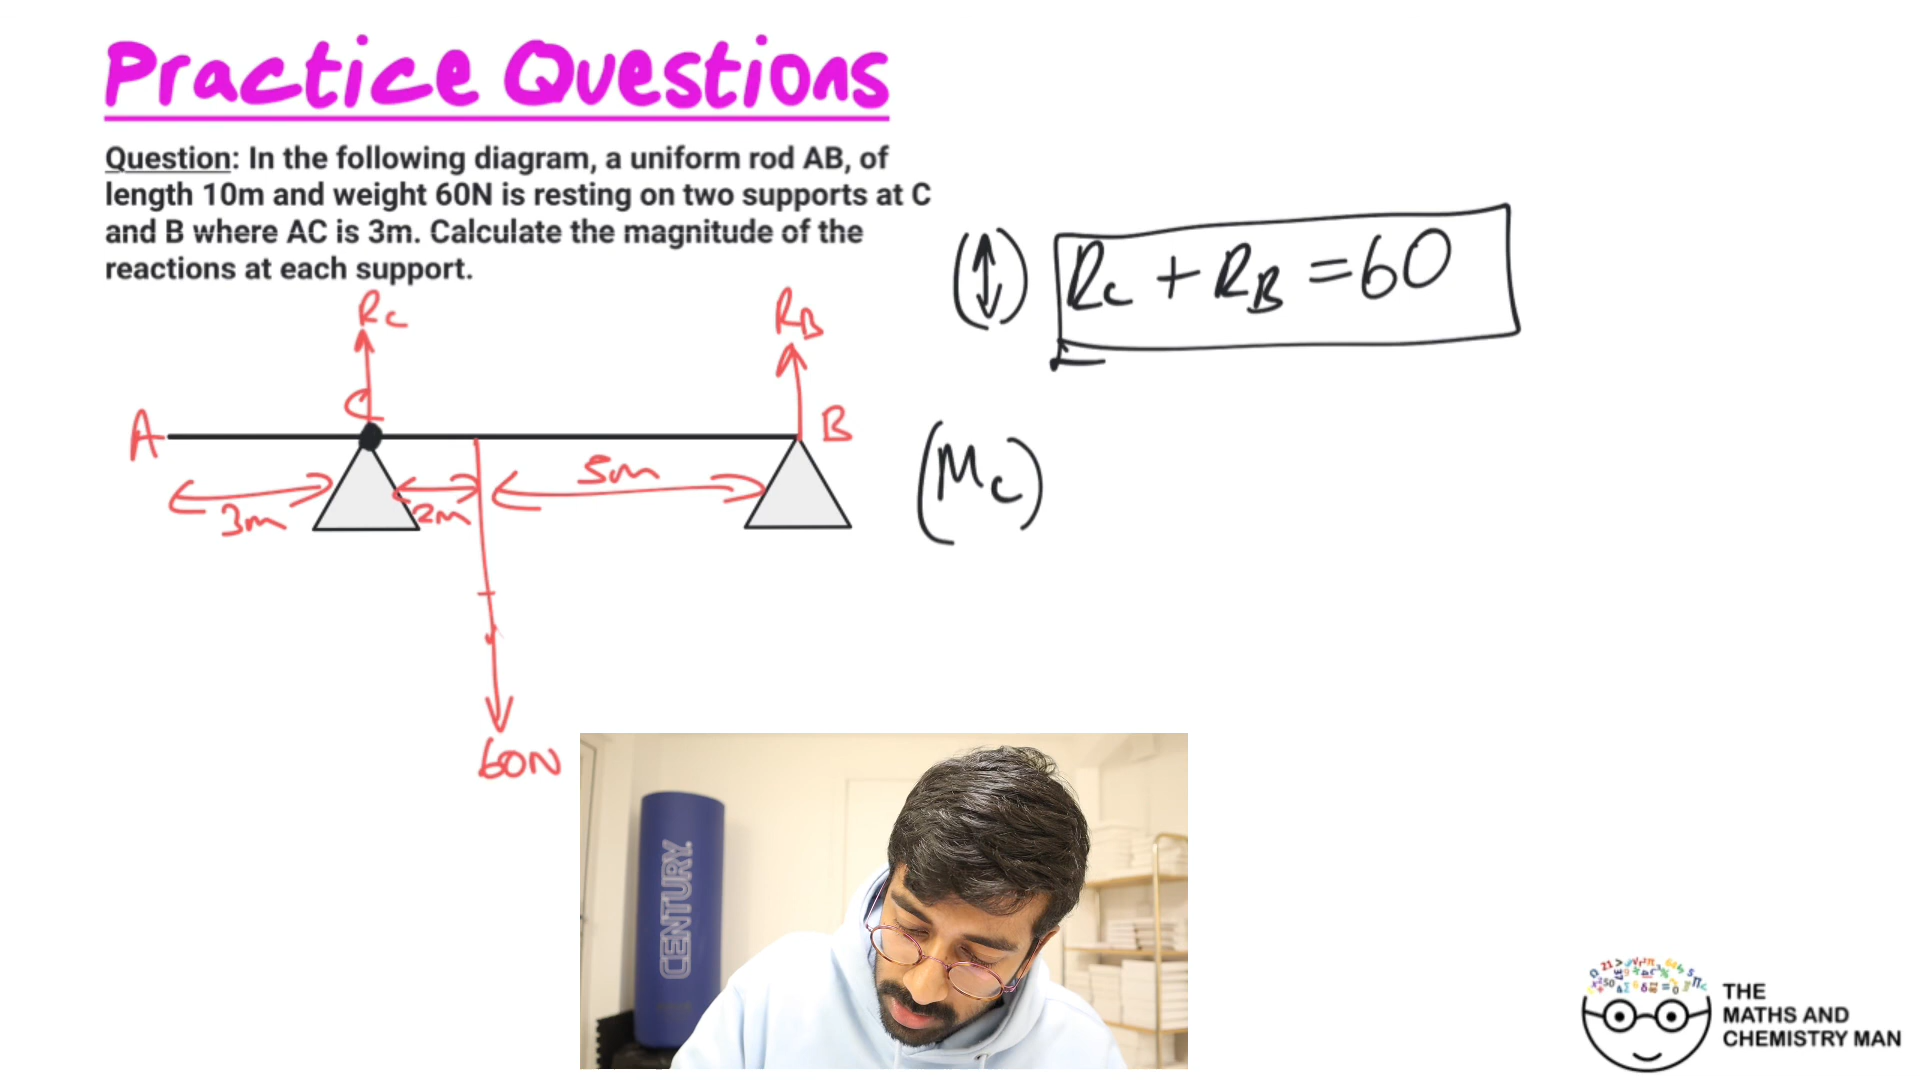 Practice Questions
Question: In the following diagram, a uniform rod AB, of
length 10m and weight 60N is resting on two supports at C
and B where AC is 3m. Calculate the magnitude of the
reactions at each support.
(↕) Rc + RB = 60
Rc
RB
C
A
B
(Mc)
3m
2m
5m
60N
CENTURY
THE
MATHS AND
CHEMISTRY MAN